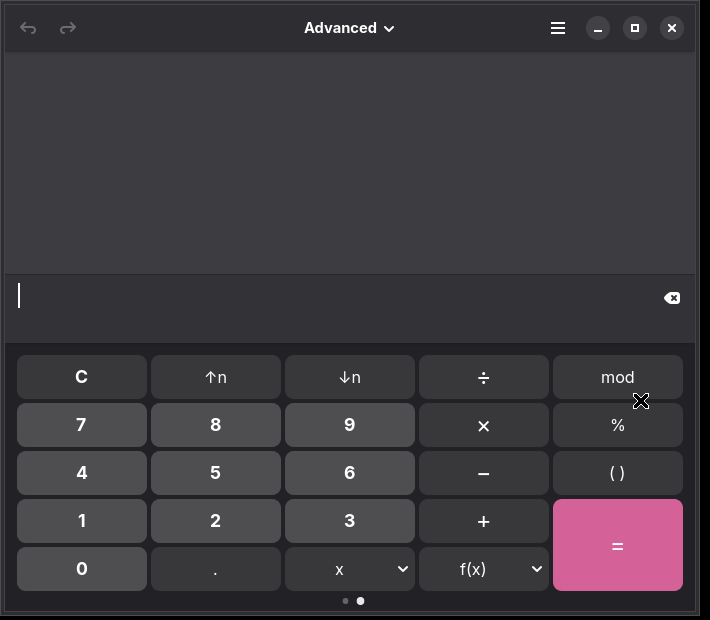 Advanced
C ↑n ↓n ÷ mod
7 8 9 × %
4 5 6 − ( )
1 2 3 +
=
0 . x f(x)